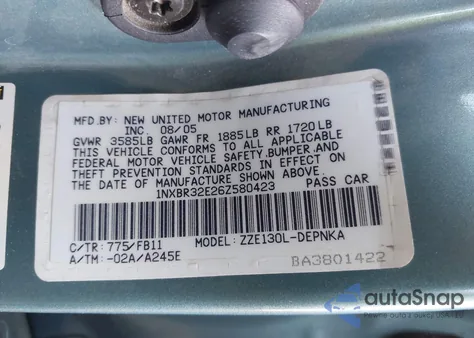 MFD.BY: NEW UNITED MOTOR MANUFACTURING
INC. 08/05
GVWR 3585LB GAWR FR 1885LB RR 1720LB
THIS VEHICLE CONFORMS TO ALL APPLICABLE
FEDERAL MOTOR VEHICLE SAFETY, BUMPER, AND
THEFT PREVENTION STANDARDS IN EFFECT ON
THE DATE OF MANUFACTURE SHOWN ABOVE.
1NXBR32E26Z580423 PASS CAR
C/TR: 775/FB11 MODEL: ZZE130L-DEPNKA
A/TM: -02A/A245E BA3801422
autaSnap